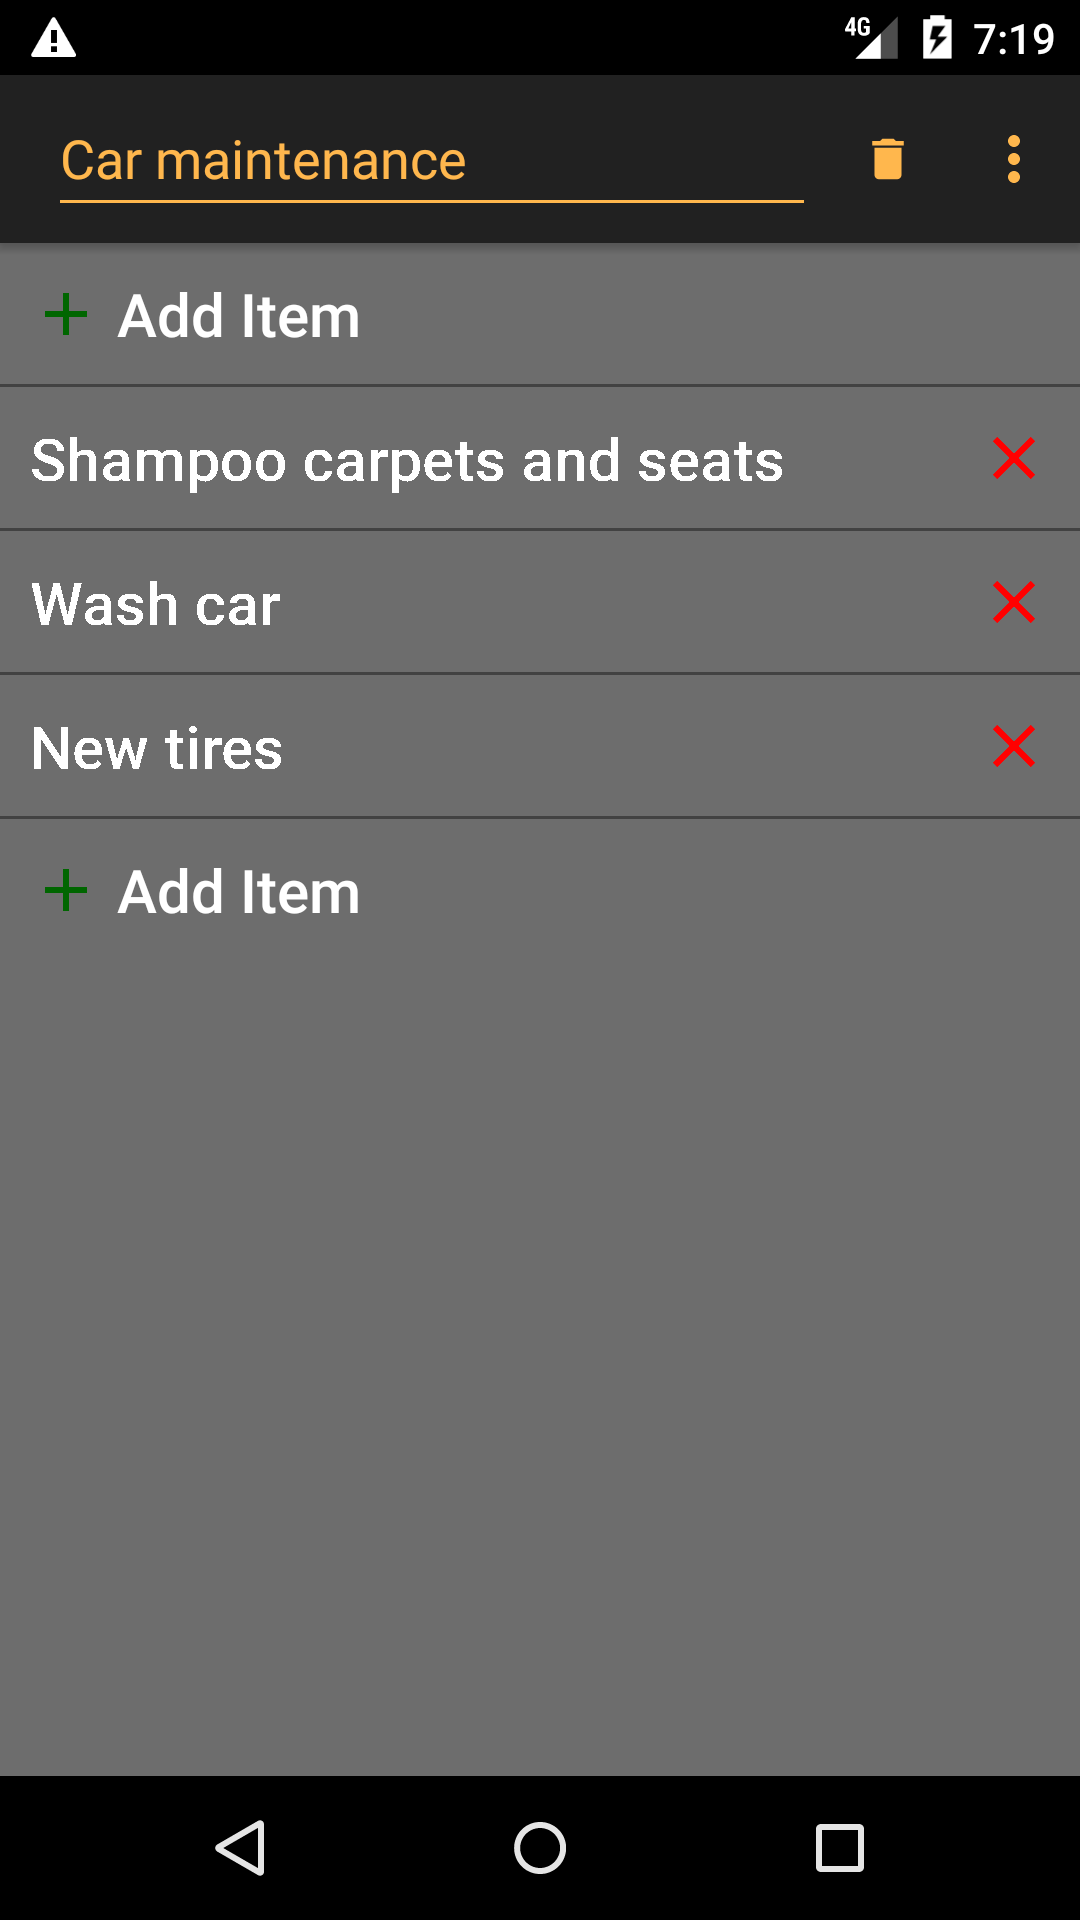 4G 7:19
Car maintenance
Add Item
Shampoo carpets and seats
Wash car
New tires
Add Item